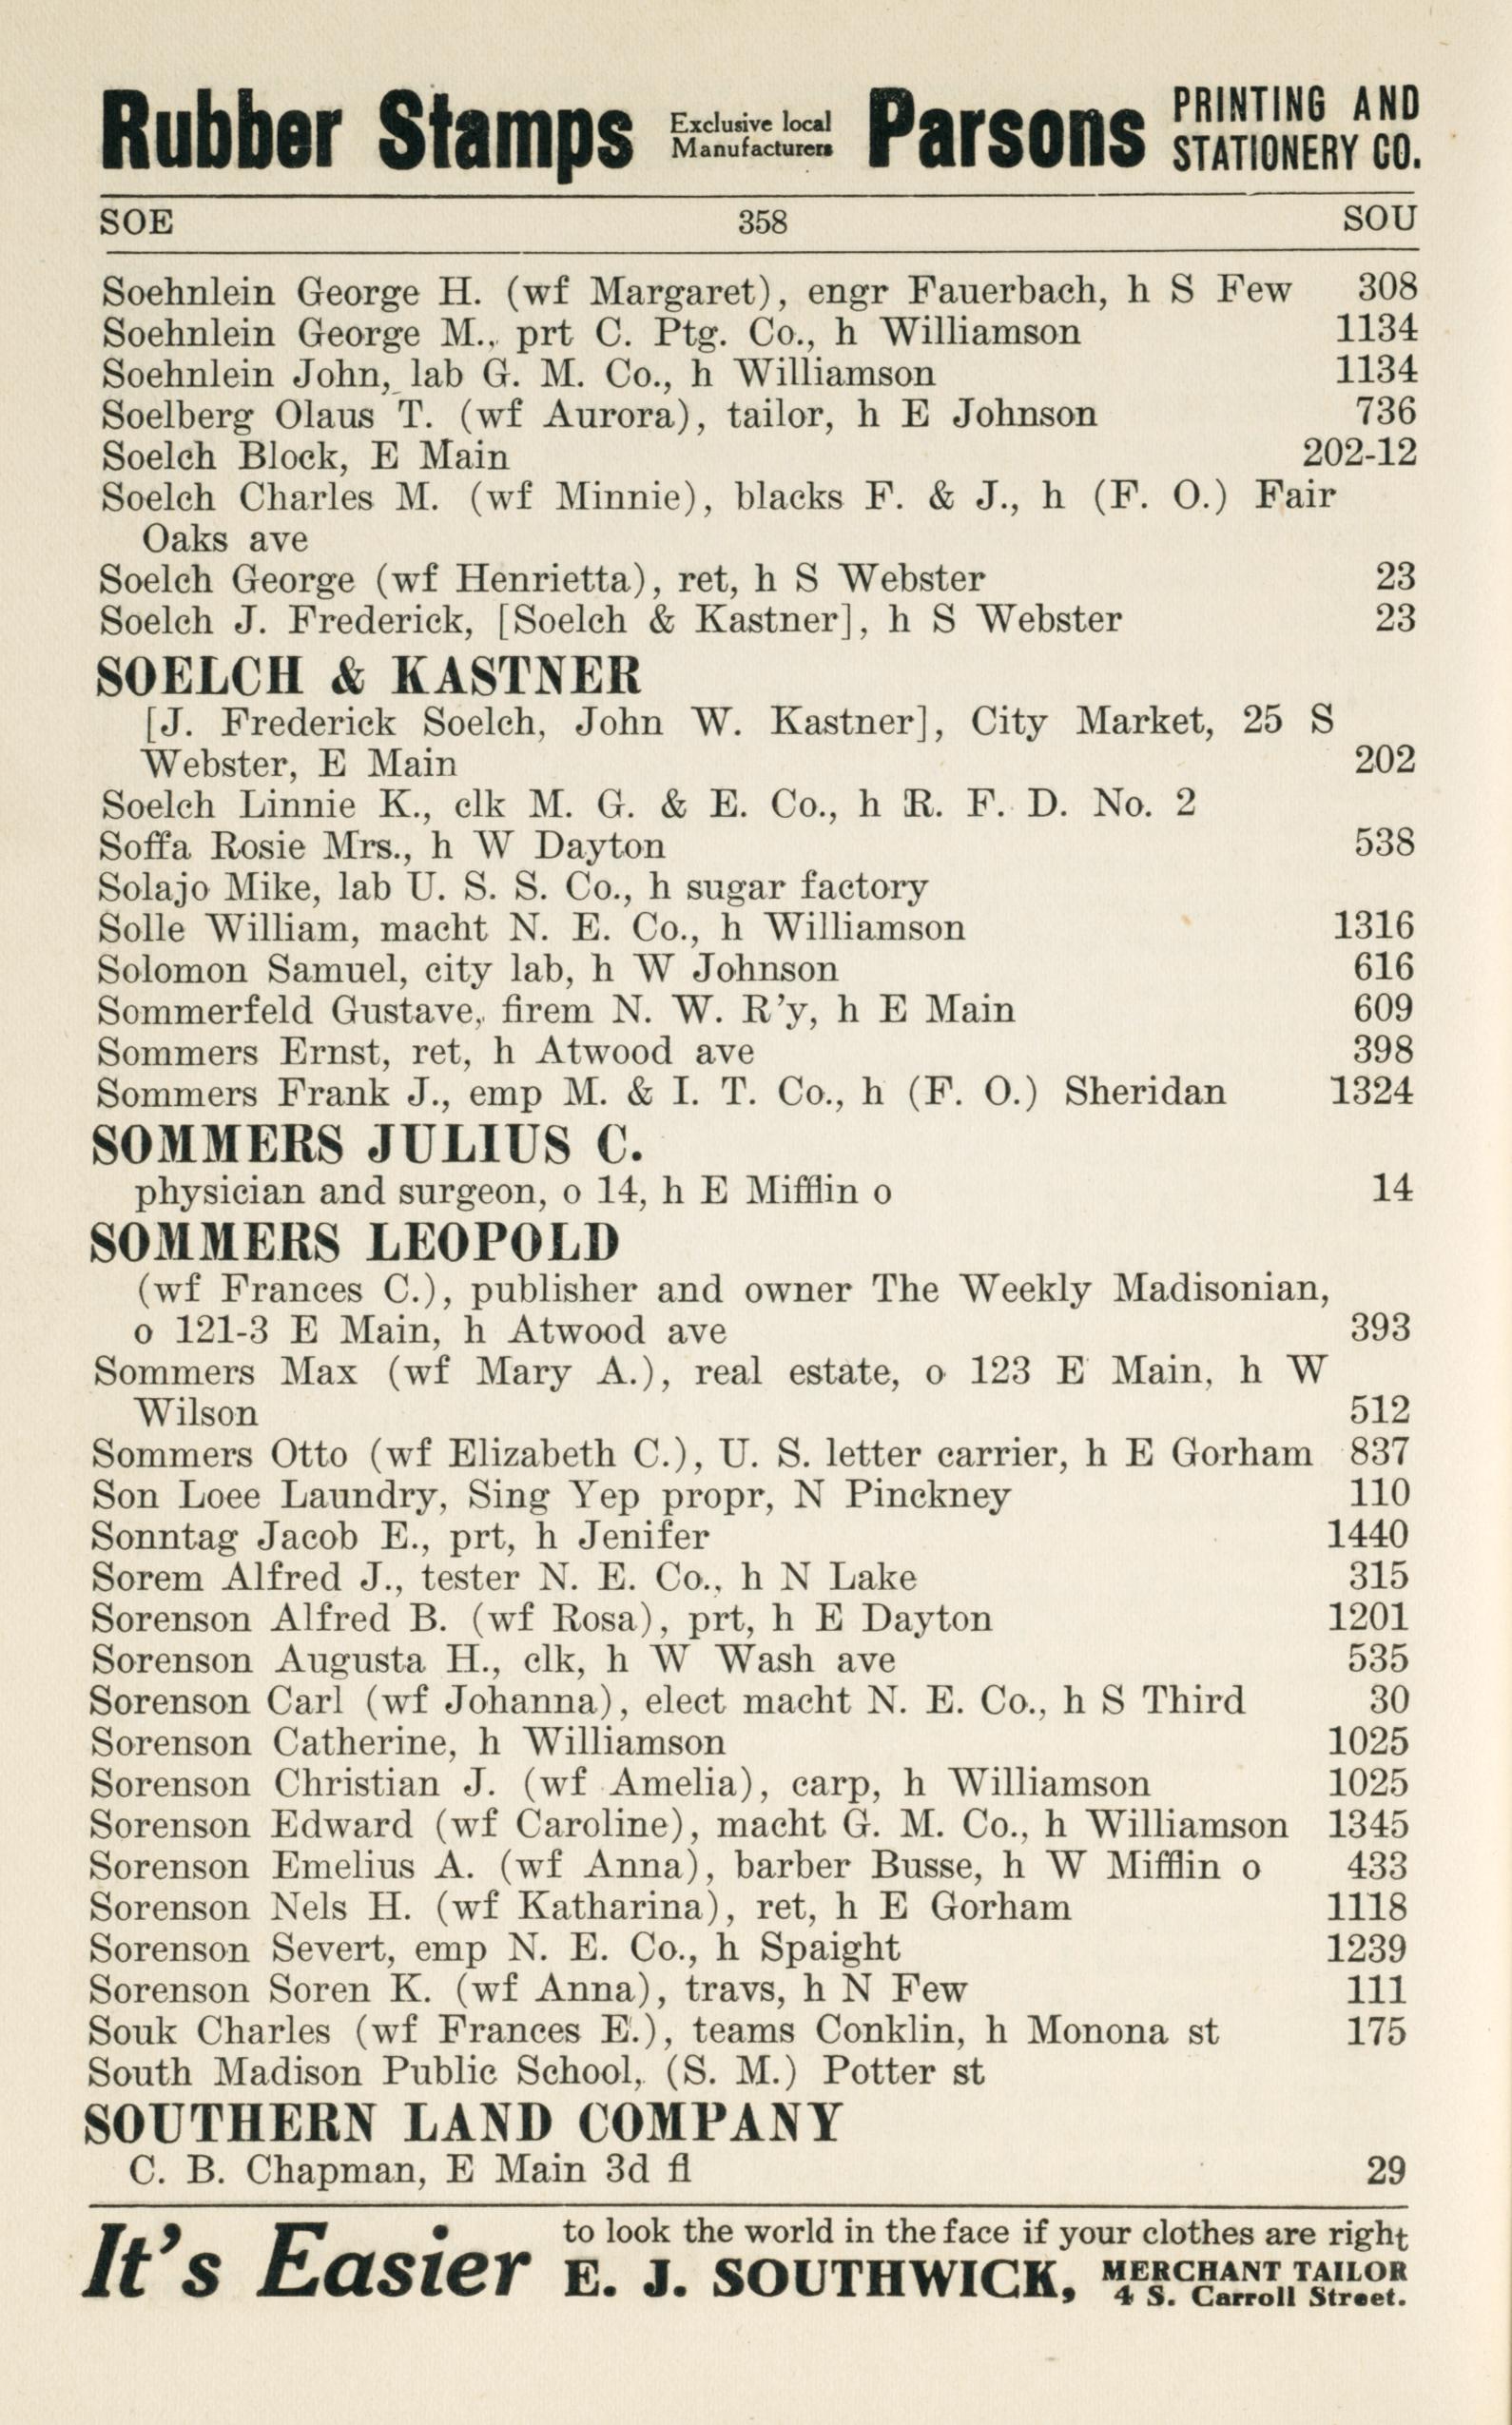 Rubber Stamps Exclusive local Manufacturers Parsons PRINTING AND STATIONERY CO.
SOE 358 SOU
Soehnlein George H. (wf Margaret), engr Fauerbach, h S Few 308
Soehnlein George M., prt C. Ptg. Co., h Williamson 1134
Soehnlein John, lab G. M. Co., h Williamson 1134
Soelberg Olaus T. (wf Aurora), tailor, h E Johnson 736
Soelch Block, E Main 202-12
Soelch Charles M. (wf Minnie), blacks F. & J., h (F. O.) Fair
Oaks ave
Soelch George (wf Henrietta), ret, h S Webster 23
Soelch J. Frederick, [Soelch & Kastner], h S Webster 23
SOELCH & KASTNER
[J. Frederick Soelch, John W. Kastner], City Market, 25 S
Webster, E Main 202
Soelch Linnie K., clk M. G. & E. Co., h R. F. D. No. 2
Soffa Rosie Mrs., h W Dayton 538
Solajo Mike, lab U. S. S. Co., h sugar factory
Solle William, macht N. E. Co., h Williamson 1316
Solomon Samuel, city lab, h W Johnson 616
Sommerfeld Gustave, firem N. W. R'y, h E Main 609
Sommers Ernst, ret, h Atwood ave 398
Sommers Frank J., emp M. & I. T. Co., h (F. O.) Sheridan 1324
SOMMERS JULIUS C.
physician and surgeon, o 14, h E Mifflin o 14
SOMMERS LEOPOLD
(wf Frances C.), publisher and owner The Weekly Madisonian,
o 121-3 E Main, h Atwood ave 393
Sommers Max (wf Mary A.), real estate, o 123 E Main, h W
Wilson 512
Sommers Otto (wf Elizabeth C.), U. S. letter carrier, h E Gorham 837
Son Loee Laundry, Sing Yep propr, N Pinckney 110
Sonntag Jacob E., prt, h Jenifer 1440
Sorem Alfred J., tester N. E. Co., h N Lake 315
Sorenson Alfred B. (wf Rosa), prt, h E Dayton 1201
Sorenson Augusta H., clk, h W Wash ave 535
Sorenson Carl (wf Johanna), elect macht N. E. Co., h S Third 30
Sorenson Catherine, h Williamson 1025
Sorenson Christian J. (wf Amelia), carp, h Williamson 1025
Sorenson Edward (wf Caroline), macht G. M. Co., h Williamson 1345
Sorenson Emelius A. (wf Anna), barber Busse, h W Mifflin o 433
Sorenson Nels H. (wf Katharina), ret, h E Gorham 1118
Sorenson Severt, emp N. E. Co., h Spaight 1239
Sorenson Soren K. (wf Anna), travs, h N Few 111
Souk Charles (wf Frances E.), teams Conklin, h Monona st 175
South Madison Public School, (S. M.) Potter st
SOUTHERN LAND COMPANY
C. B. Chapman, E Main 3d fl 29
It's Easier to look the world in the face if your clothes are right
E. J. SOUTHWICK, MERCHANT TAILOR 4 S. Carroll Street.